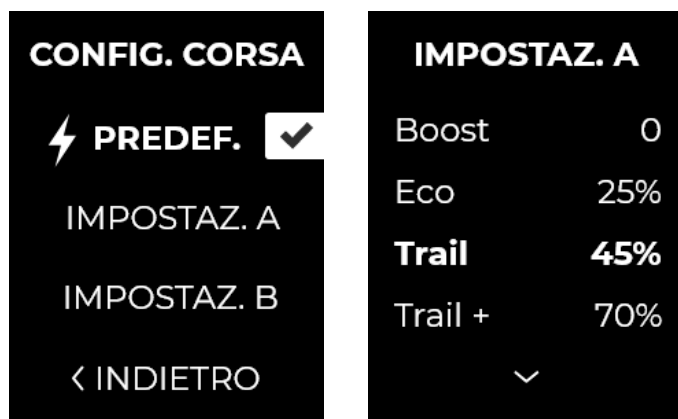 CONFIG. CORSA
PREDEF.
IMPOSTAZ. A
IMPOSTAZ. B
< INDIETRO
IMPOSTAZ. A
Boost 0
Eco 25%
Trail 45%
Trail + 70%